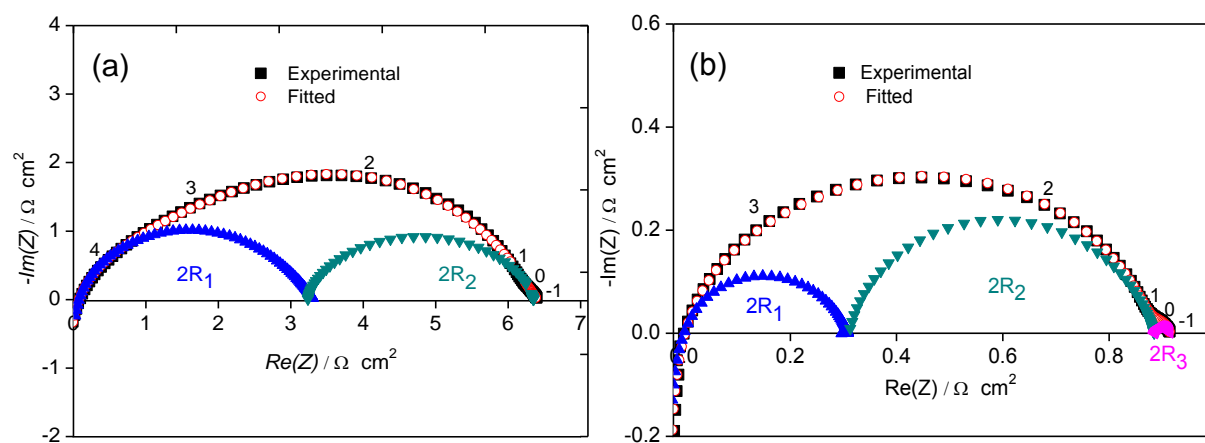 4
3
2
1
0
-1
-2
-Im(Z) / Ω cm²
(a)
Experimental
Fitted
4
3
2
1
0
-1
2R₁
2R₂
0 1 2 3 4 5 6 7
Re(Z) / Ω cm²
0.6
0.4
0.2
0.0
-0.2
-Im(Z) / Ω cm²
(b)
Experimental
Fitted
3
2
1
0
-1
2R₁
2R₂
2R₃
0.0 0.2 0.4 0.6 0.8
Re(Z) / Ω cm²